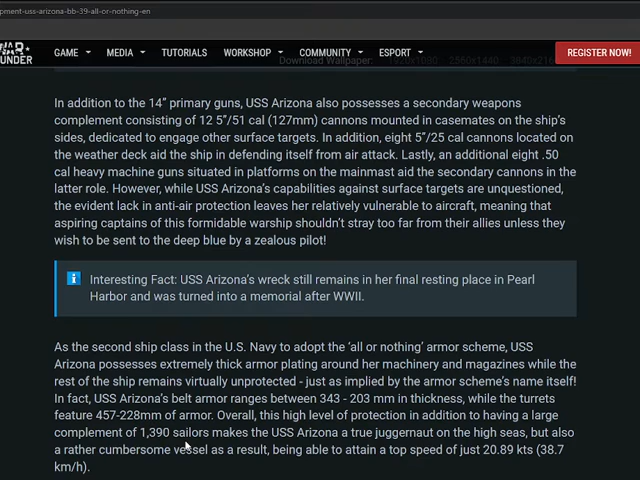 pment-uss-arizona-bb-39-all-or-nothing-en
WAR
UNDER
GAME MEDIA TUTORIALS WORKSHOP COMMUNITY ESPORT REGISTER NOW!
Download Wallpaper: 1920x1080 2560x1440 3840x216
In addition to the 14” primary guns, USS Arizona also possesses a secondary weapons
complement consisting of 12 5”/51 cal (127mm) cannons mounted in casemates on the ship's
sides, dedicated to engage other surface targets. In addition, eight 5”/25 cal cannons located on
the weather deck aid the ship in defending itself from air attack. Lastly, an additional eight .50
cal heavy machine guns situated in platforms on the mainmast aid the secondary cannons in the
latter role. However, while USS Arizona's capabilities against surface targets are unquestioned,
the evident lack in anti-air protection leaves her relatively vulnerable to aircraft, meaning that
aspiring captains of this formidable warship shouldn't stray too far from their allies unless they
wish to be sent to the deep blue by a zealous pilot!
i Interesting Fact: USS Arizona's wreck still remains in her final resting place in Pearl
Harbor and was turned into a memorial after WWII.
As the second ship class in the U.S. Navy to adopt the ‘all or nothing’ armor scheme, USS
Arizona possesses extremely thick armor plating around her machinery and magazines while the
rest of the ship remains virtually unprotected - just as implied by the armor scheme's name itself!
In fact, USS Arizona's belt armor ranges between 343 - 203 mm in thickness, while the turrets
feature 457-228mm of armor. Overall, this high level of protection in addition to having a large
complement of 1,390 sailors makes the USS Arizona a true juggernaut on the high seas, but also
a rather cumbersome vessel as a result, being able to attain a top speed of just 20.89 kts (38.7
km/h).